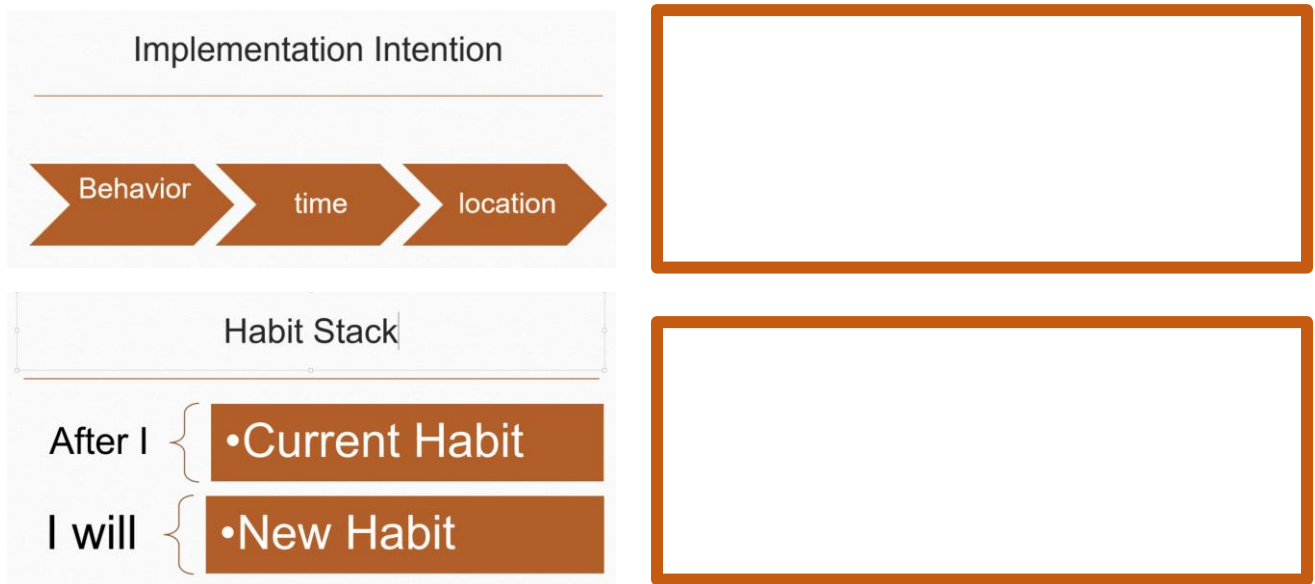 Implementation Intention
Behavior time location
Habit Stack
After I •Current Habit
I will •New Habit